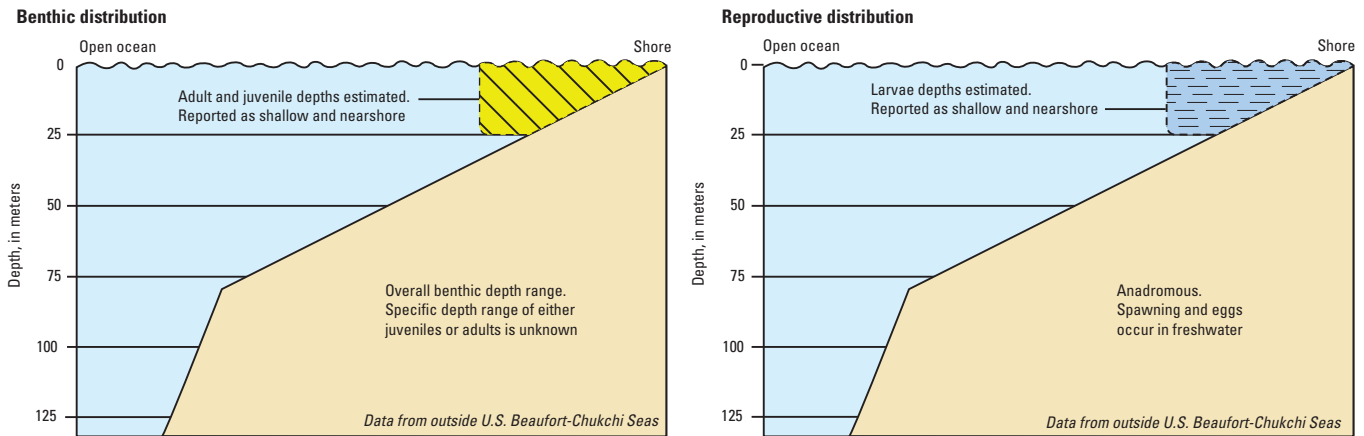 Benthic distribution
Open ocean
Shore
0
25
50
75
100
125
Depth, in meters
Adult and juvenile depths estimated.
Reported as shallow and nearshore
Overall benthic depth range.
Specific depth range of either
juveniles or adults is unknown
Data from outside U.S. Beaufort-Chukchi Seas
Reproductive distribution
Open ocean
Shore
0
25
50
75
100
125
Depth, in meters
Larvae depths estimated.
Reported as shallow and nearshore
Anadromous.
Spawning and eggs
occur in freshwater
Data from outside U.S. Beaufort-Chukchi Seas